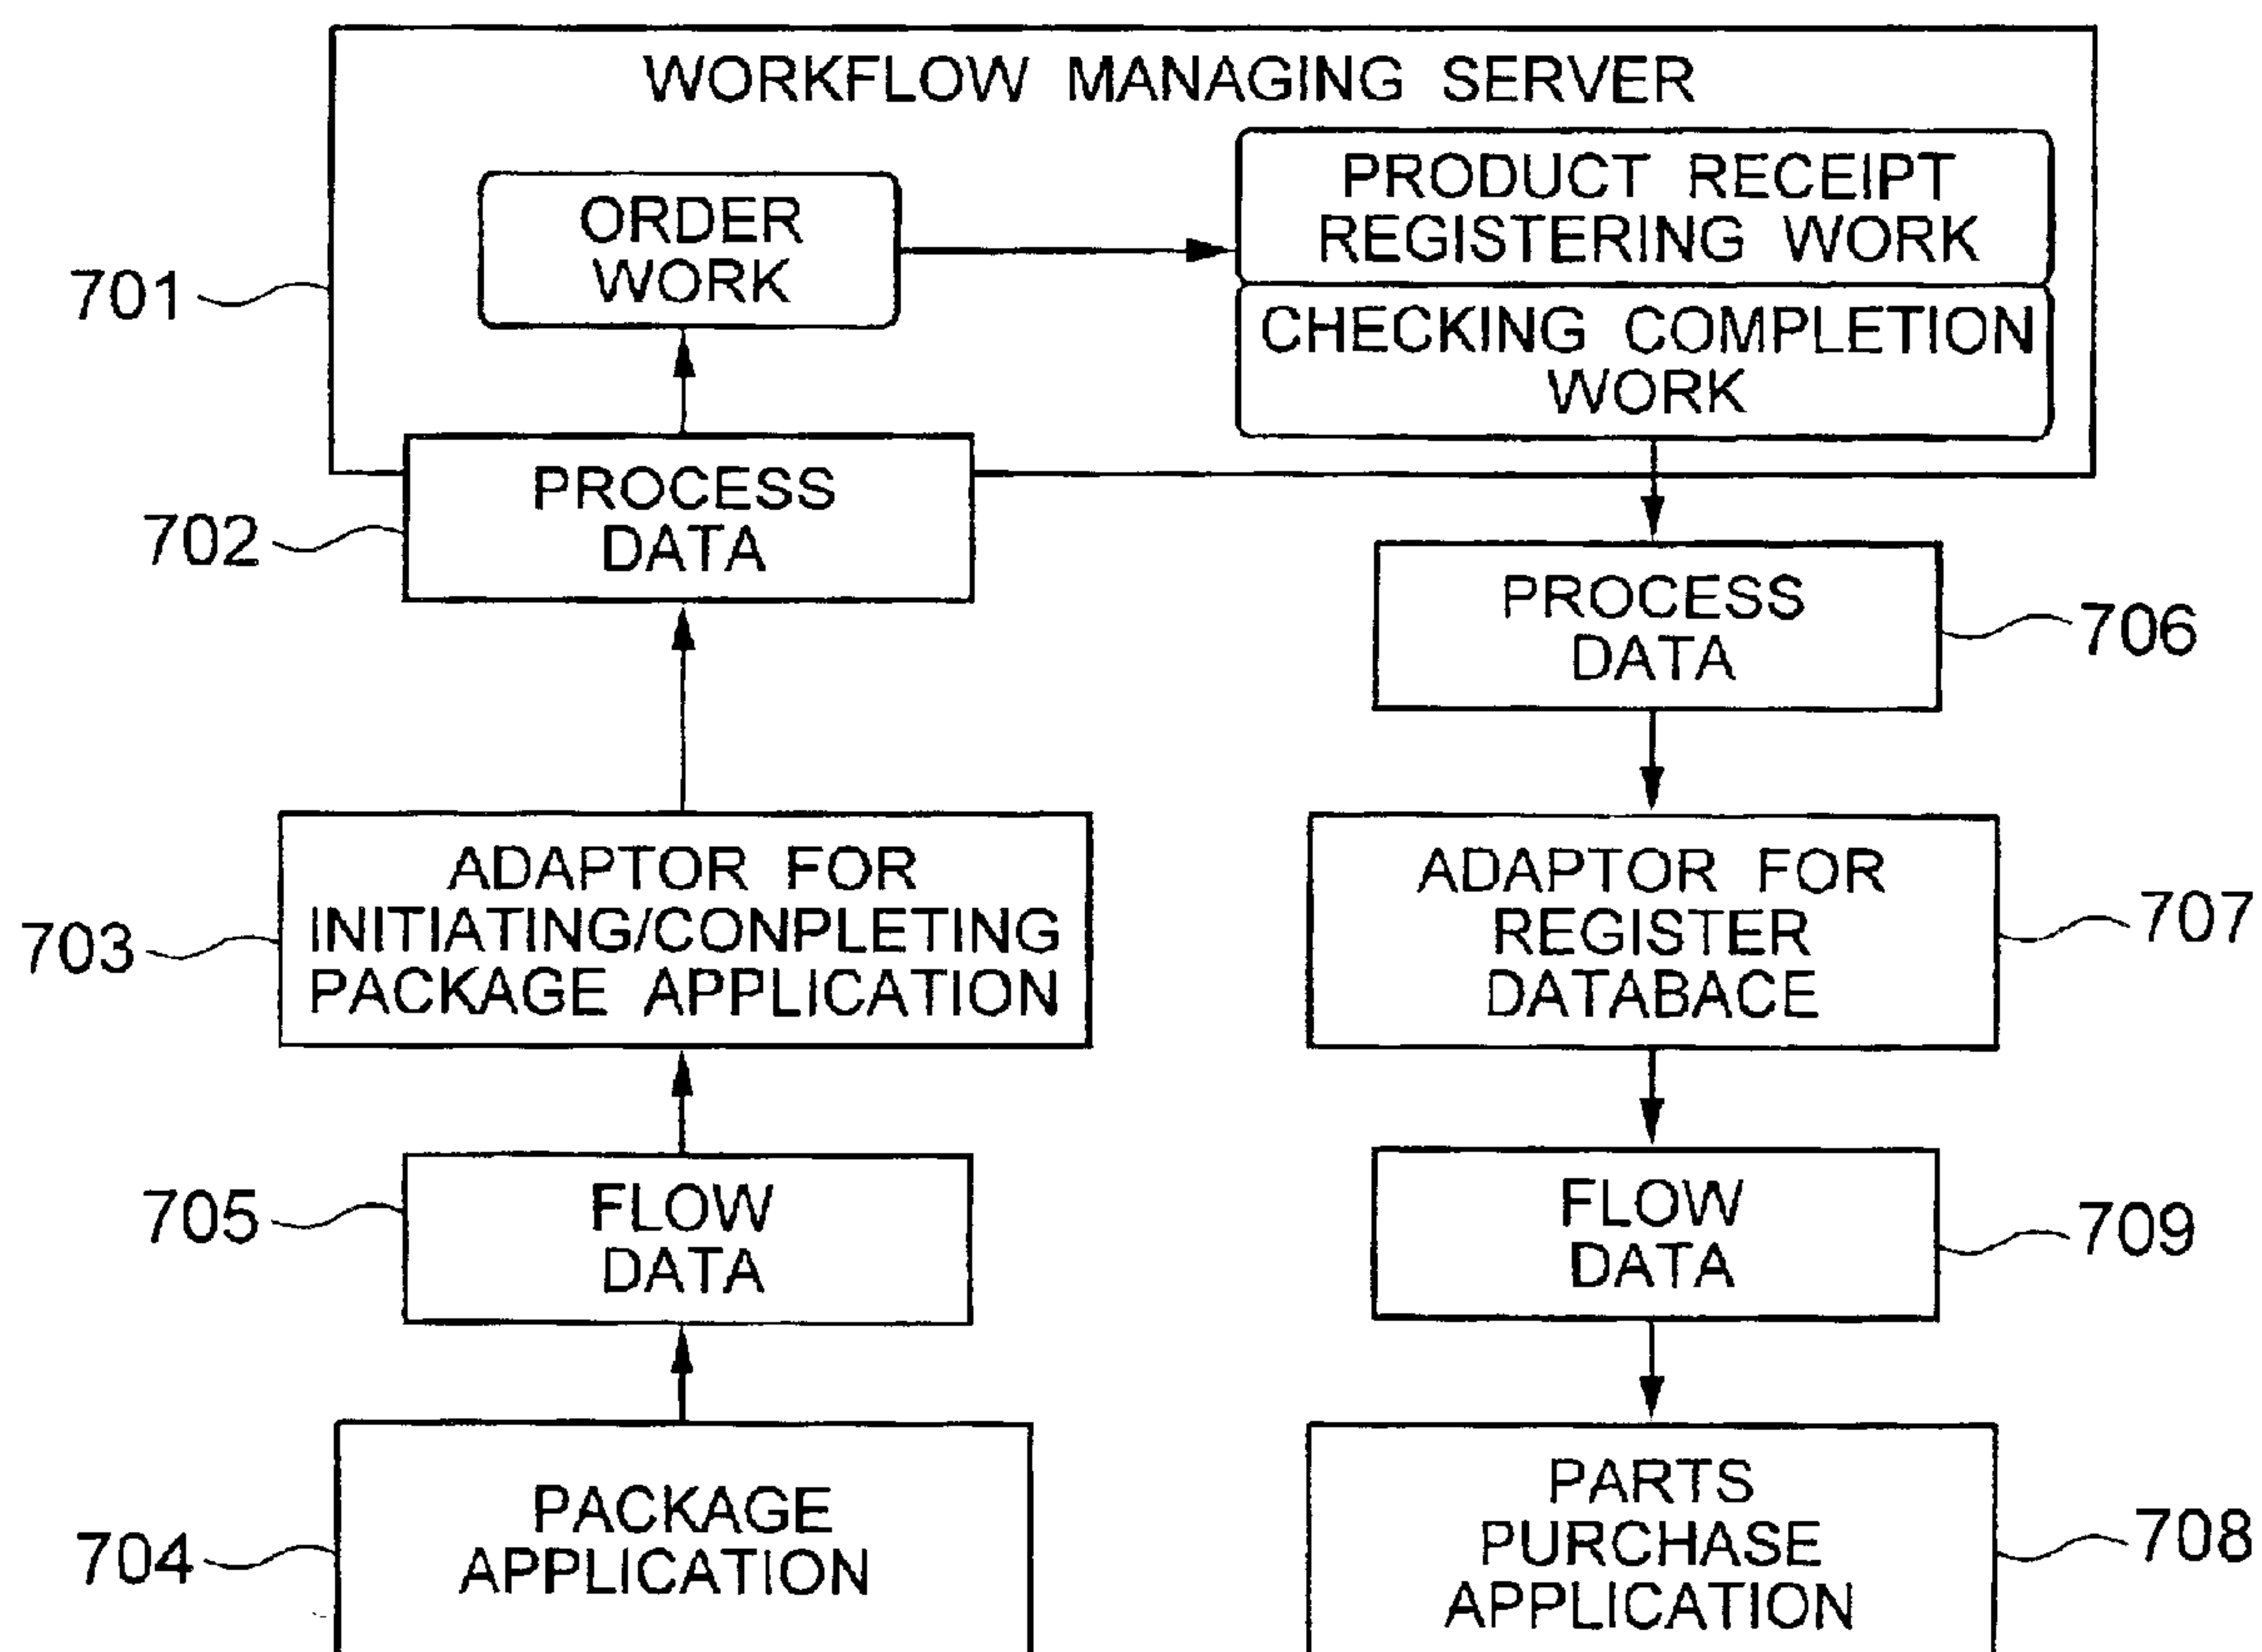 WORKFLOW MANAGING SERVER
ORDER
WORK
PRODUCT RECEIPT
REGISTERING WORK
CHECKING COMPLETION
WORK
701
PROCESS
DATA
702
PROCESS
DATA
706
ADAPTOR FOR
INITIATING/CONPLETING
PACKAGE APPLICATION
703
ADAPTOR FOR
REGISTER
DATABACE
707
FLOW
DATA
705
FLOW
DATA
709
PACKAGE
APPLICATION
704
PARTS
PURCHASE
APPLICATION
708